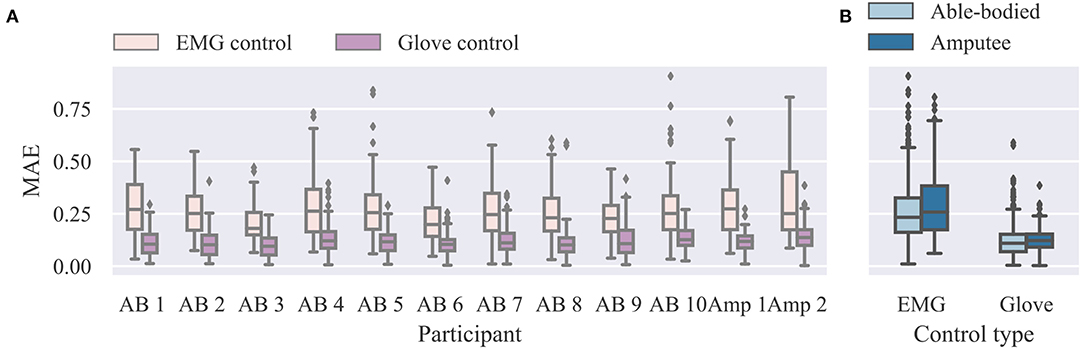 A
EMG control Glove control
MAE
0.75
0.50
0.25
0.00
AB 1 AB 2 AB 3 AB 4 AB 5 AB 6 AB 7 AB 8 AB 9 AB 10 Amp 1 Amp 2
Participant
B
Able-bodied
Amputee
EMG Glove
Control type